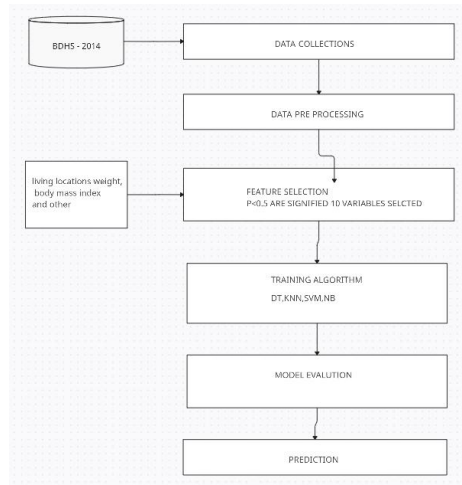 BDHS - 2014
DATA COLLECTIONS
DATA PRE PROCESSING
living locations weight,
body mass index
and other
FEATURE SELECTION
P<0.5 ARE SIGNIFIED 10 VARIABLES SELCTED
TRAINING ALGORITHM
DT,KNN,SVM,NB
MODEL EVALUTION
PREDICTION